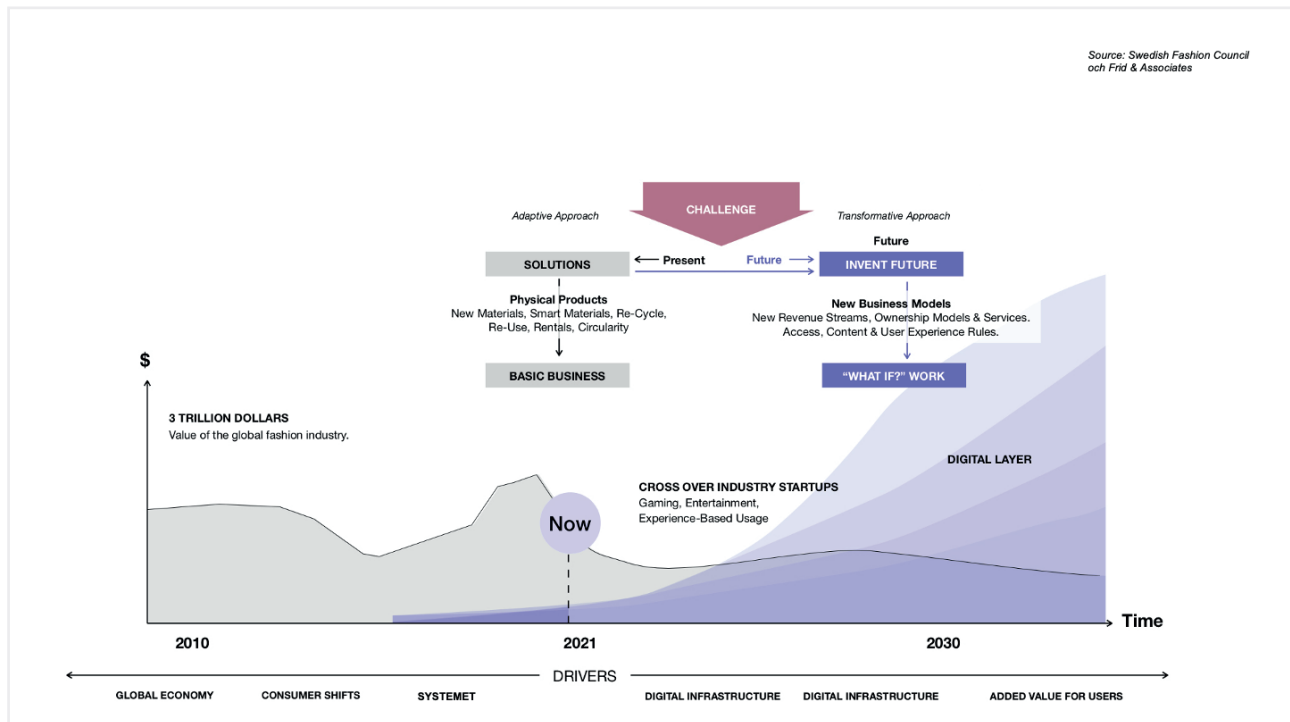 Source: Swedish Fashion Council
och Frid & Associates
CHALLENGE
Adaptive Approach
Transformative Approach
Future
SOLUTIONS
Present
Future
INVENT FUTURE
Physical Products
New Materials, Smart Materials, Re-Cycle,
Re-Use, Rentals, Circularity
New Business Models
New Revenue Streams, Ownership Models & Services.
Access, Content & User Experience Rules.
BASIC BUSINESS
“WHAT IF?” WORK
$
3 TRILLION DOLLARS
Value of the global fashion industry.
DIGITAL LAYER
CROSS OVER INDUSTRY STARTUPS
Gaming, Entertainment,
Experience-Based Usage
Now
Time
2010
2021
2030
DRIVERS
GLOBAL ECONOMY
CONSUMER SHIFTS
SYSTEMET
DIGITAL INFRASTRUCTURE
DIGITAL INFRASTRUCTURE
ADDED VALUE FOR USERS